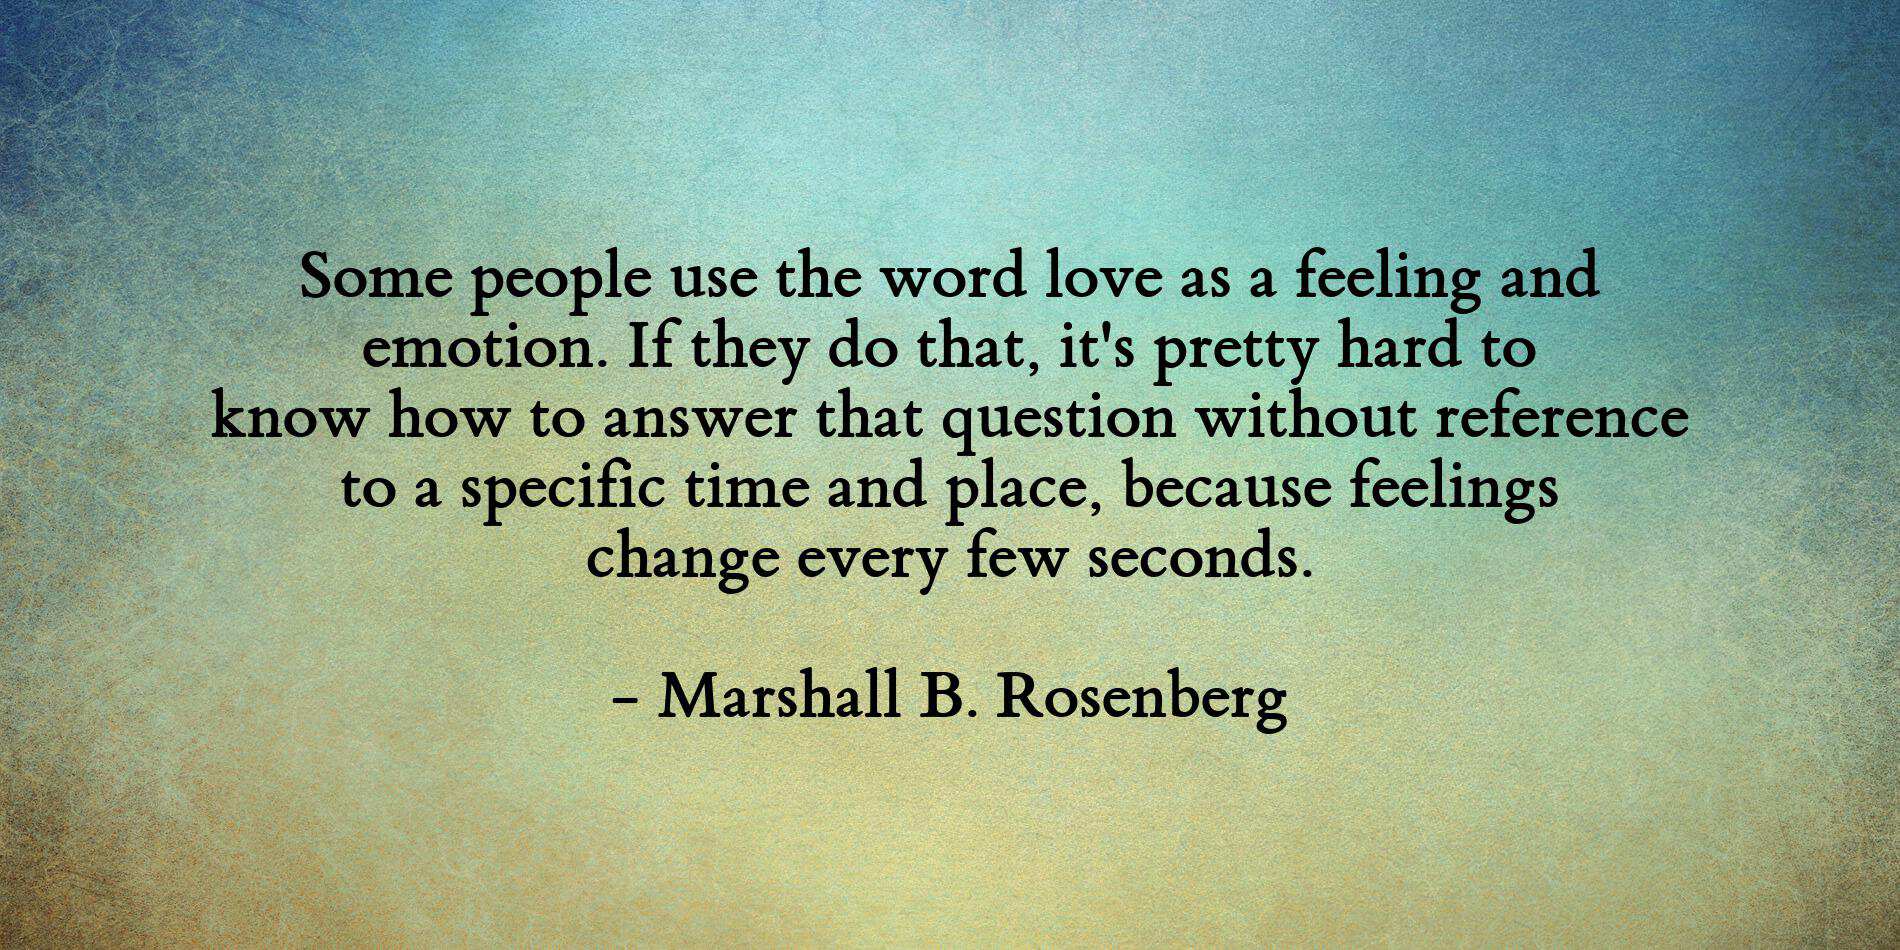 Some people use the word love as a feeling and
emotion. If they do that, it's pretty hard to
know how to answer that question without reference
to a specific time and place, because feelings
change every few seconds.
- Marshall B. Rosenberg